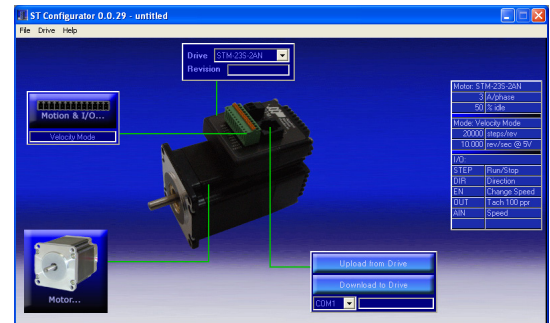 ST Configurator 0.0.29 - untitled
File Drive Help
Drive STM-23S-2AN
Revision
Motion & I/O...
Velocity Mode
Motor...
Upload from Drive
Download to Drive
COM1
Motor: STM-23S-2AN
3 A/phase
50 % idle
Mode: Velocity Mode
20000 steps/rev
10.000 rev/sec @ 5V
I/O:
STEP Run/Stop
DIR Direction
EN Change Speed
OUT Tach 100 ppr
AIN Speed